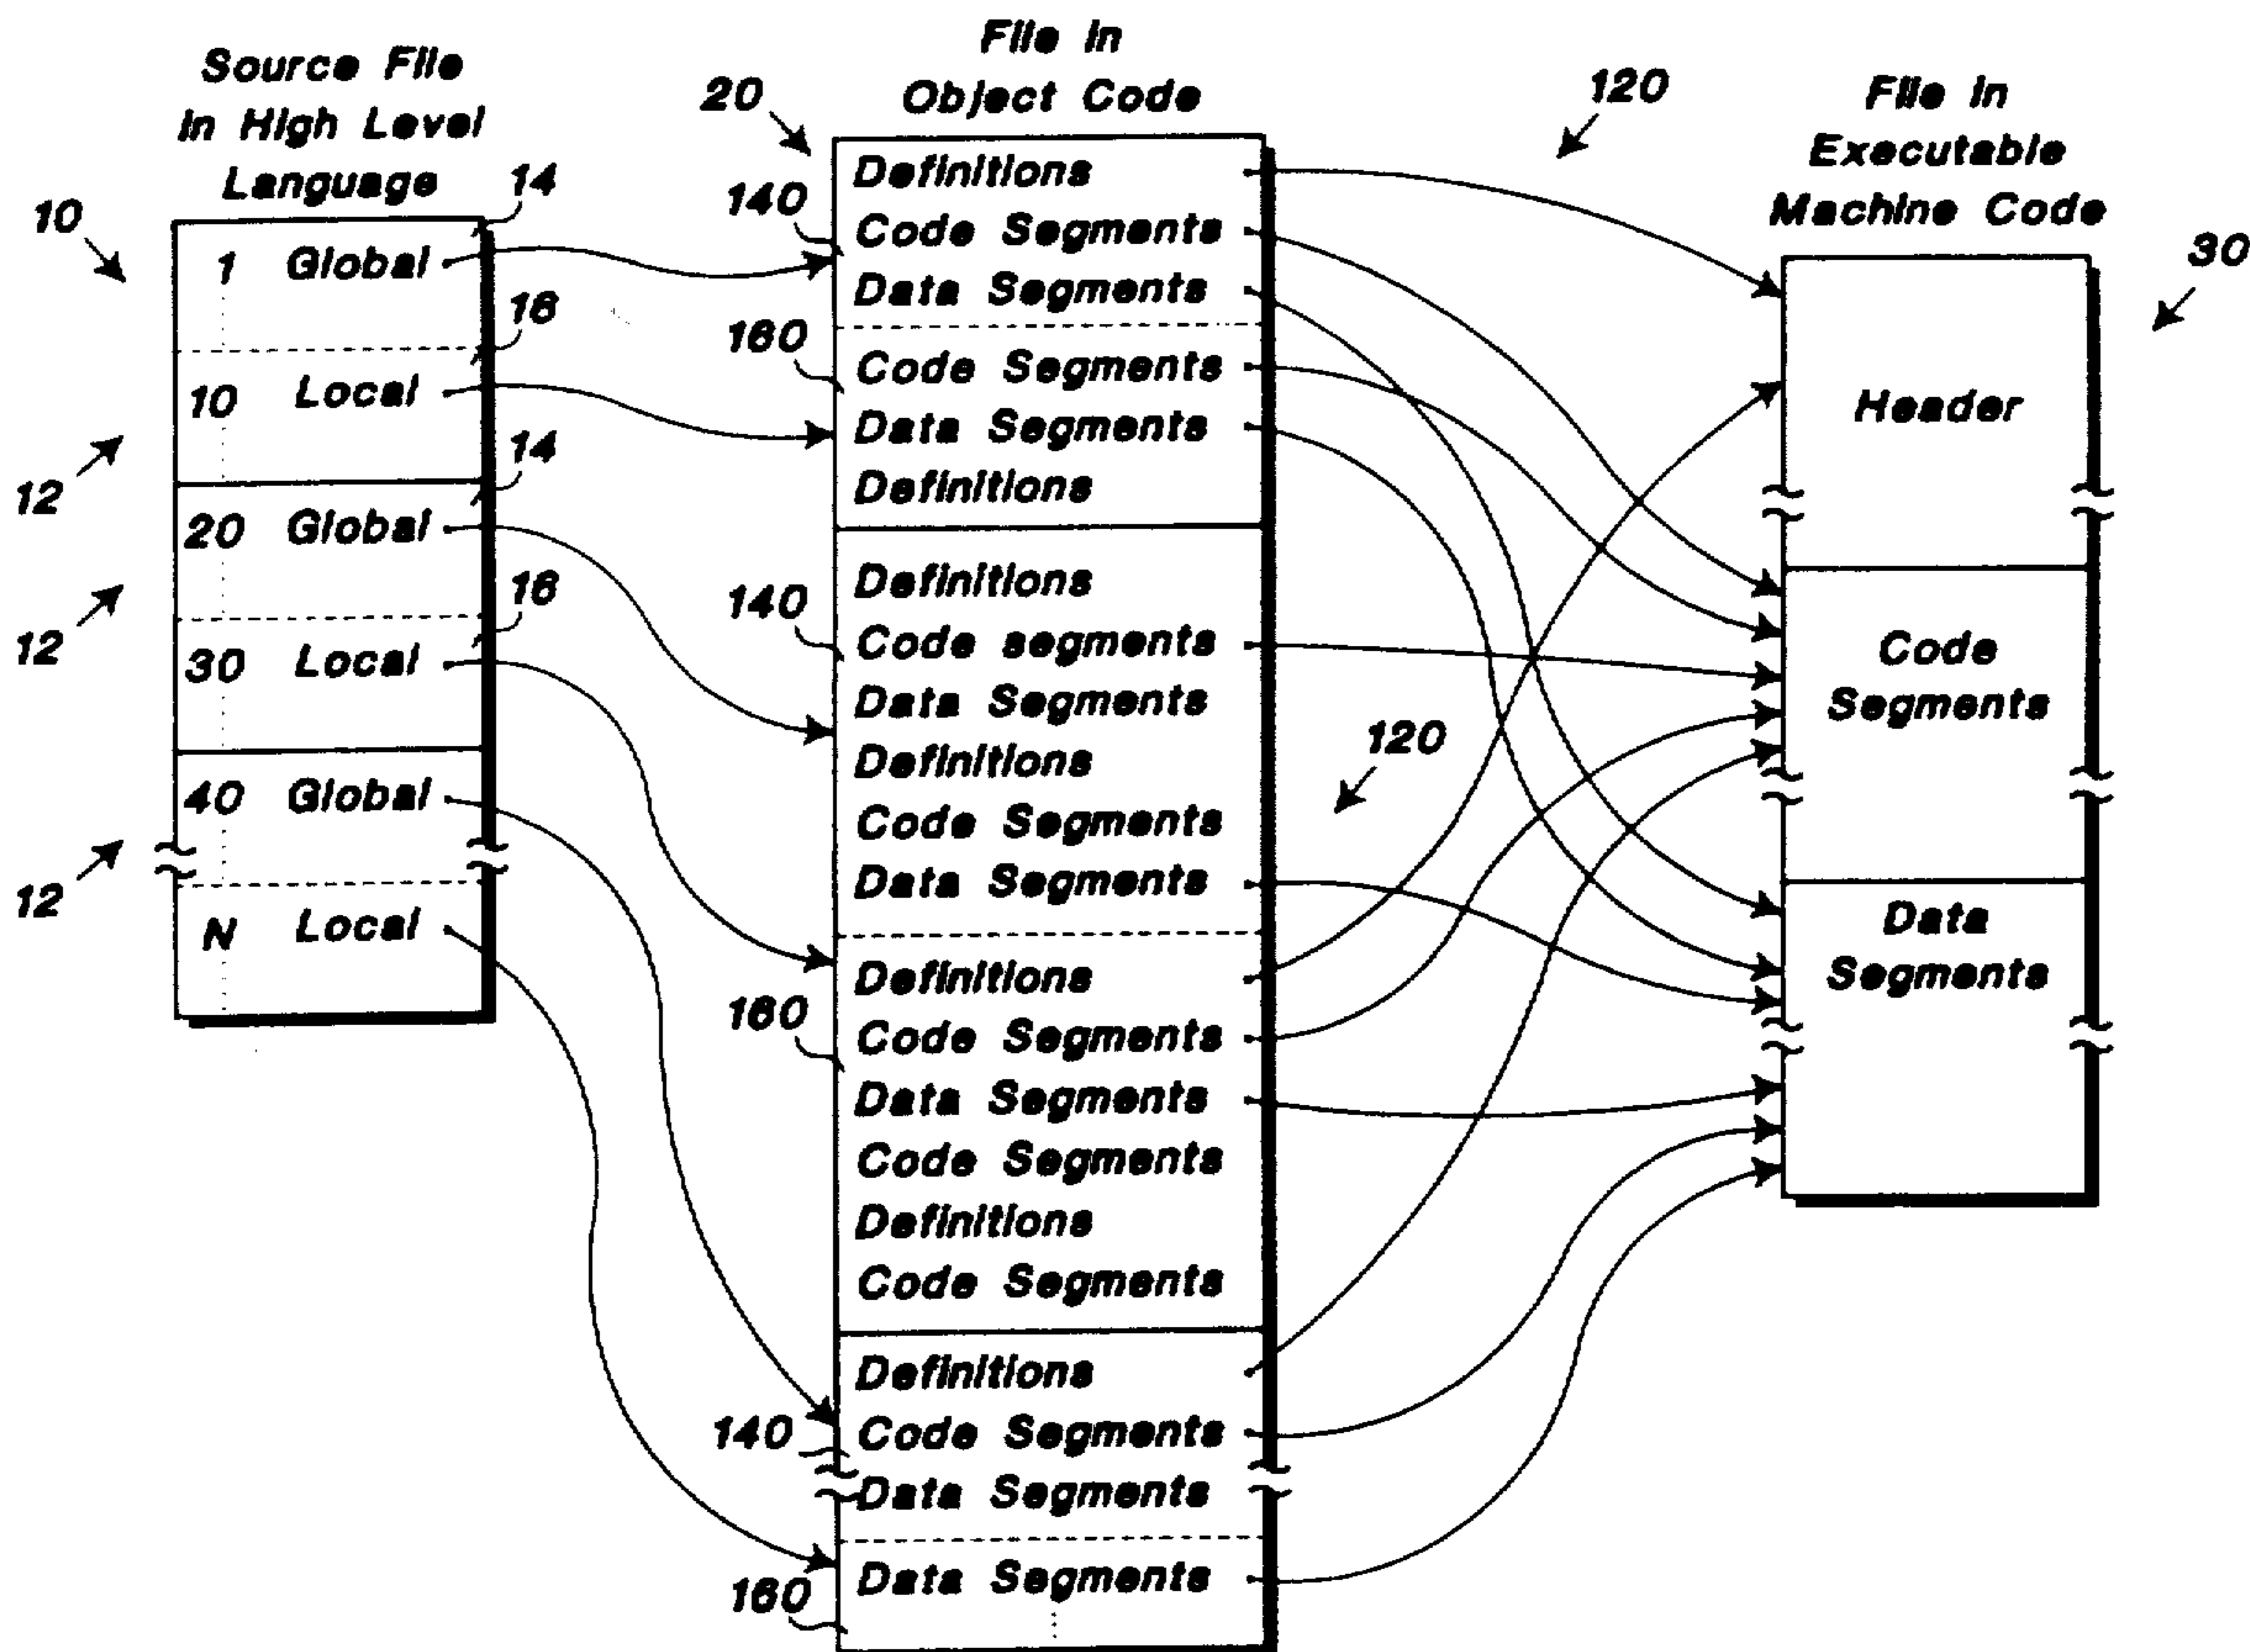 Source File
in High Level
Language
10
14
1 Global
16
10 Local
12
14
20 Global
12
16
30 Local
40 Global
12
N Local
File in
Object Code
20
Definitions
140
Code Segments
Data Segments
160
Code Segments
Data Segments
Definitions
Definitions
140
Code segments
Data Segments
Definitions
Code Segments
Data Segments
Definitions
160
Code Segments
Data Segments
Code Segments
Definitions
Code Segments
Definitions
140
Code Segments
Data Segments
160
Data Segments
120
120
File in
Executable
Machine Code
30
Header
Code
Segments
Data
Segments